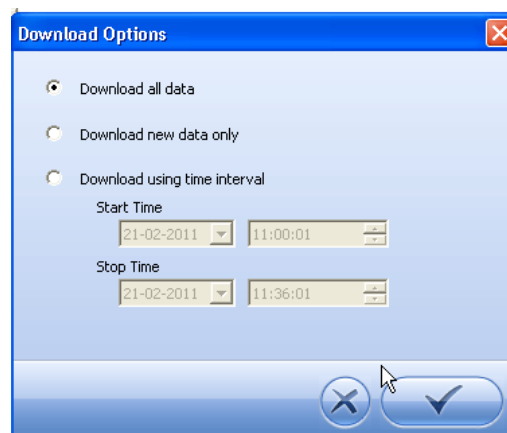 Download Options
Download all data
Download new data only
Download using time interval
Start Time
21-02-2011 11:00:01
Stop Time
21-02-2011 11:36:01